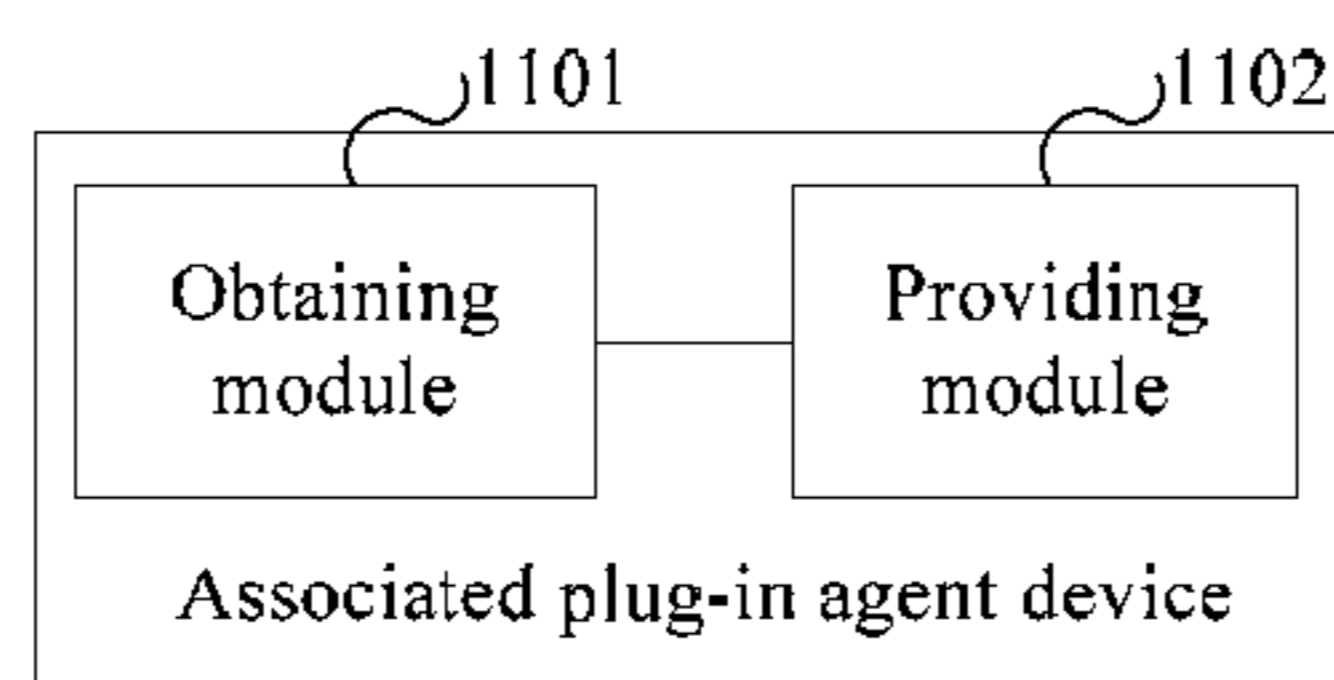 1101
1102
Obtaining
module
Providing
module
Associated plug-in agent device